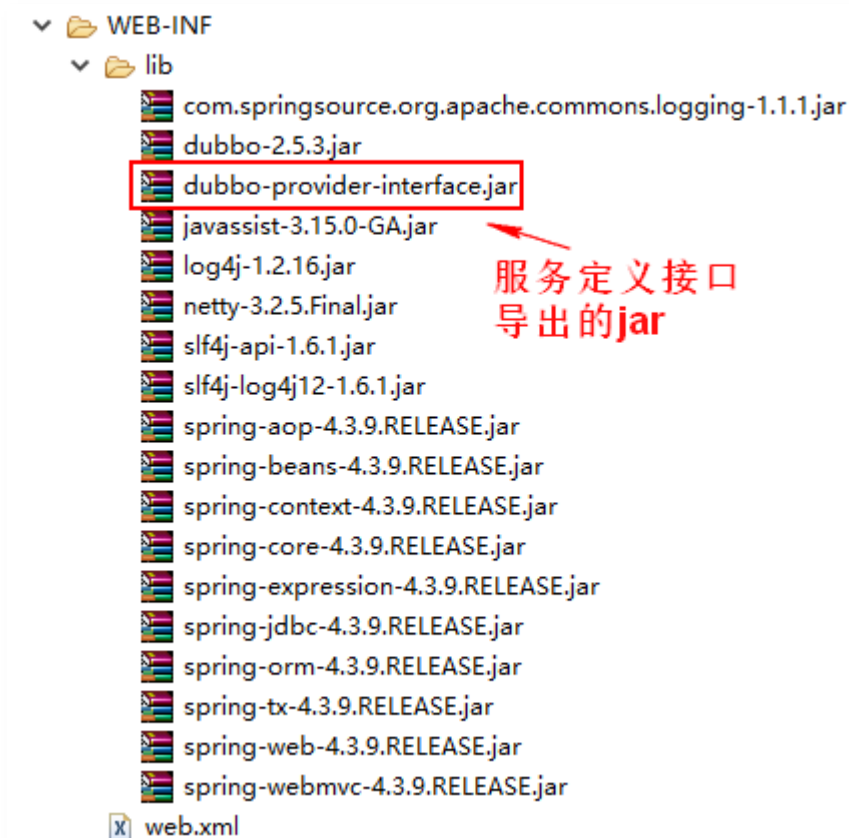 WEB-INF
lib
com.springsource.org.apache.commons.logging-1.1.1.jar
dubbo-2.5.3.jar
dubbo-provider-interface.jar
javassist-3.15.0-GA.jar
log4j-1.2.16.jar
服务定义接口
导出的jar
netty-3.2.5.Final.jar
slf4j-api-1.6.1.jar
slf4j-log4j12-1.6.1.jar
spring-aop-4.3.9.RELEASE.jar
spring-beans-4.3.9.RELEASE.jar
spring-context-4.3.9.RELEASE.jar
spring-core-4.3.9.RELEASE.jar
spring-expression-4.3.9.RELEASE.jar
spring-jdbc-4.3.9.RELEASE.jar
spring-orm-4.3.9.RELEASE.jar
spring-tx-4.3.9.RELEASE.jar
spring-web-4.3.9.RELEASE.jar
spring-webmvc-4.3.9.RELEASE.jar
web.xml